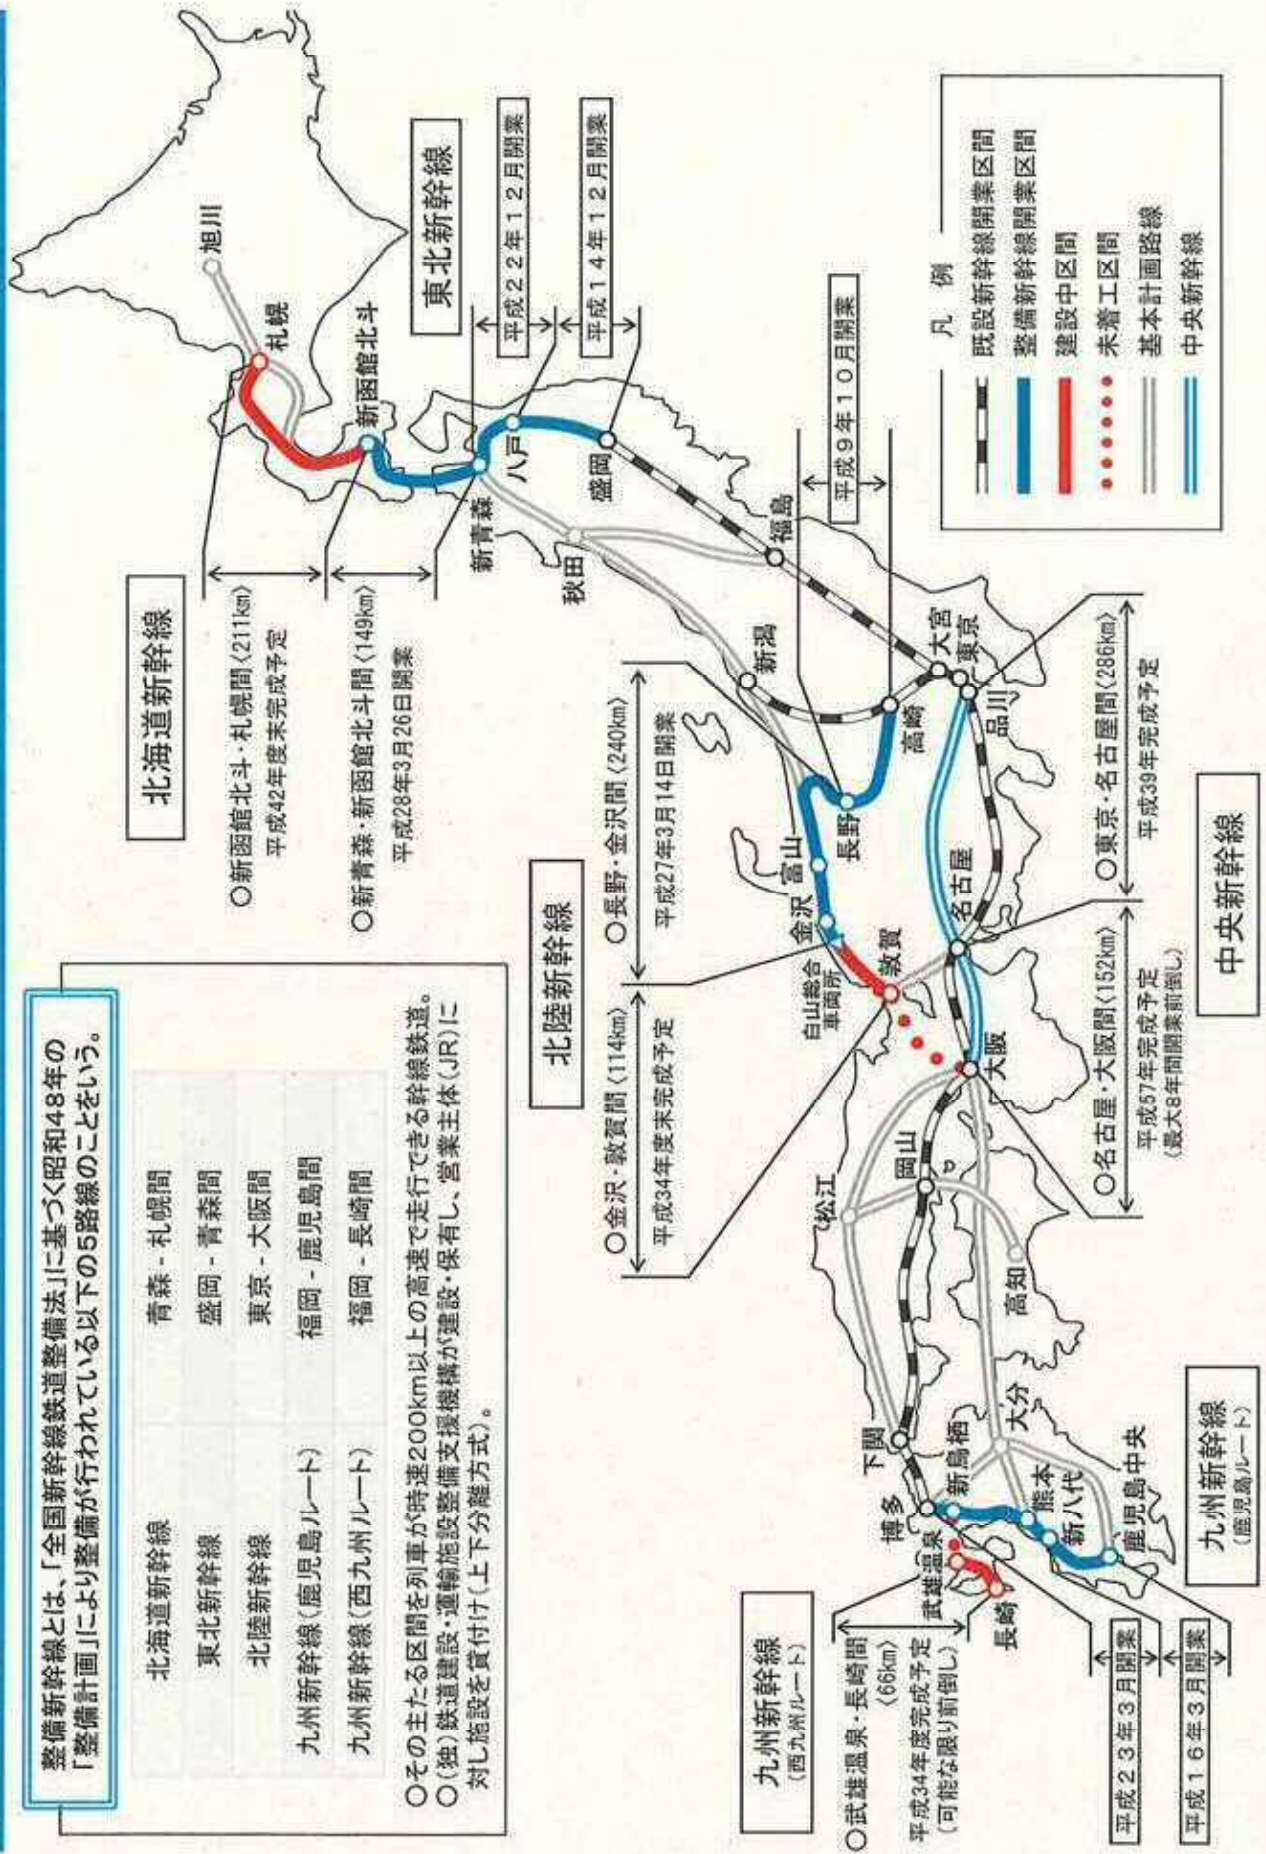 整備新幹線とは、「全国新幹線鉄道整備法」に基づく昭和48年の
「整備計画」により整備が行われている以下の5路線のことをいう。
北海道新幹線 青森 - 札幌間
東北新幹線 盛岡 - 青森間
北陸新幹線 東京 - 大阪間
九州新幹線(鹿児島ルート) 福岡 - 鹿児島間
九州新幹線(西九州ルート) 福岡 - 長崎間
○その主たる区間を列車が時速200km以上の高速で走行できる幹線鉄道。
○(独)鉄道建設・運輸施設整備支援機構が建設・保有し、営業主体(JR)に
対し施設を貸付け(上下分離方式)。
北海道新幹線
○新函館北斗・札幌間〈211km〉
平成42年度末完成予定
○新青森・新函館北斗間〈149km〉
平成28年3月26日開業
旭川
札幌
新函館北斗
東北新幹線
平成22年12月開業
平成14年12月開業
新青森
八戸
盛岡
秋田
福島
新潟
平成9年10月開業
大宮
東京
品川
高崎
長野
富山
金沢
白山総合
車両所
敦賀
名古屋
大阪
北陸新幹線
○長野・金沢間〈240km〉
平成27年3月14日開業
○金沢・敦賀間〈114km〉
平成34年度末完成予定
中央新幹線
○東京・名古屋間〈286km〉
平成39年完成予定
○名古屋・大阪間〈152km〉
平成57年完成予定
(最大8年間開業前倒し)
松江
岡山
高知
下関
博多
新鳥栖
大分
熊本
新八代
鹿児島中央
武雄温泉
長崎
九州新幹線
(西九州ルート)
○武雄温泉・長崎間
〈66km〉
平成34年度完成予定
(可能な限り前倒し)
九州新幹線
(鹿児島ルート)
平成23年3月開業
平成16年3月開業
凡 例
既設新幹線開業区間
整備新幹線開業区間
建設中区間
未着工区間
基本計画路線
中央新幹線